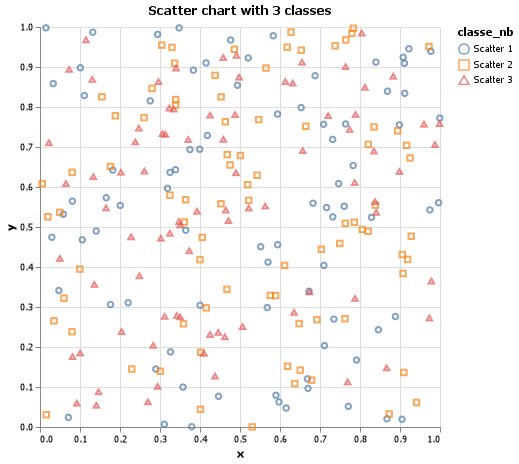 Scatter chart with 3 classes
classe_nb
Scatter 1
Scatter 2
Scatter 3
1.0
0.9
0.8
0.7
0.6
0.5
0.4
0.3
0.2
0.1
0.0
y
0.0 0.1 0.2 0.3 0.4 0.5 0.6 0.7 0.8 0.9 1.0
x